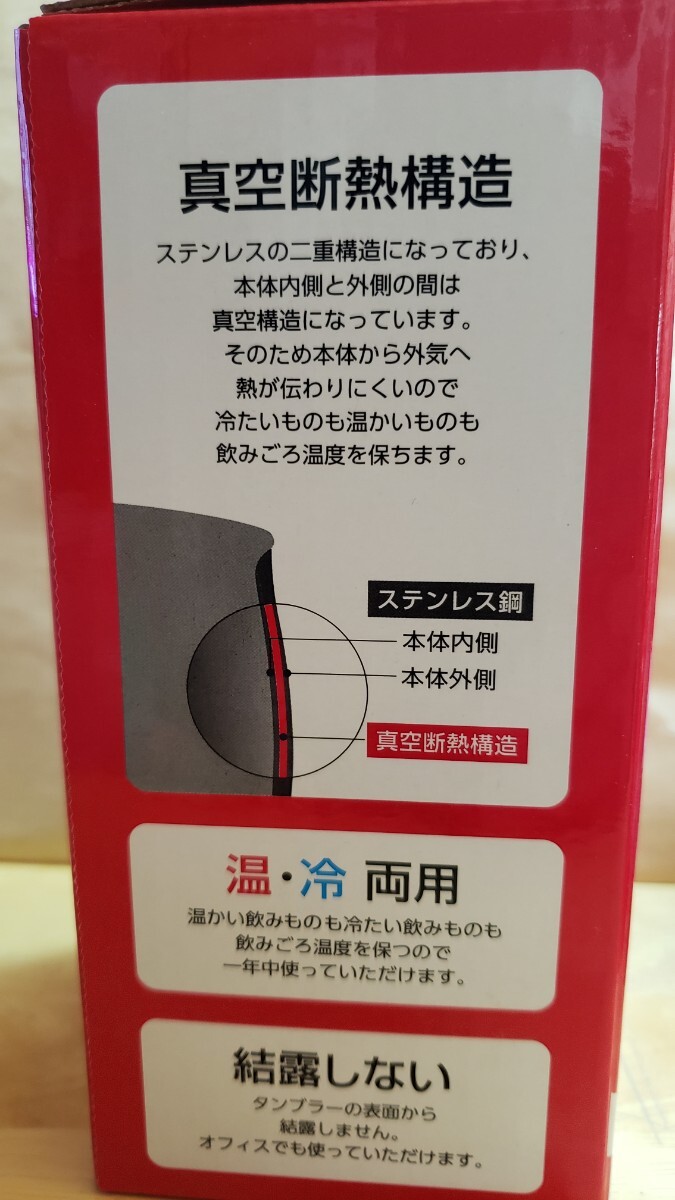 真空断熱構造
ステンレスの二重構造になっており、
本体内側と外側の間は
真空構造になっています。
そのため本体から外気へ
熱が伝わりにくいので
冷たいものも温かいものも
飲みごろ温度を保ちます。
ステンレス鋼
本体内側
本体外側
真空断熱構造
温・冷 両用
温かい飲みものも冷たい飲みものも
飲みごろ温度を保つので
一年中使っていただけます。
結露しない
タンブラーの表面から
結露しません。
オフィスでも使っていただけます。